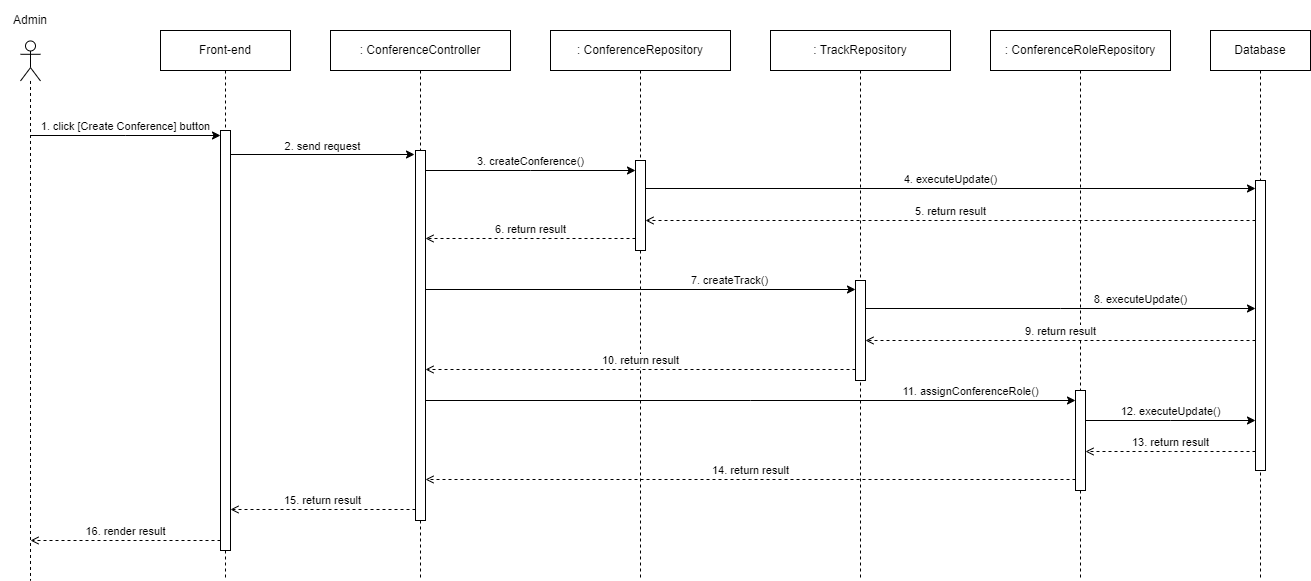 Admin
Front-end
: ConferenceController
: ConferenceRepository
: TrackRepository
: ConferenceRoleRepository
Database
1. click [Create Conference] button
2. send request
3. createConference()
4. executeUpdate()
5. return result
6. return result
7. createTrack()
8. executeUpdate()
9. return result
10. return result
11. assignConferenceRole()
12. executeUpdate()
13. return result
14. return result
15. return result
16. render result